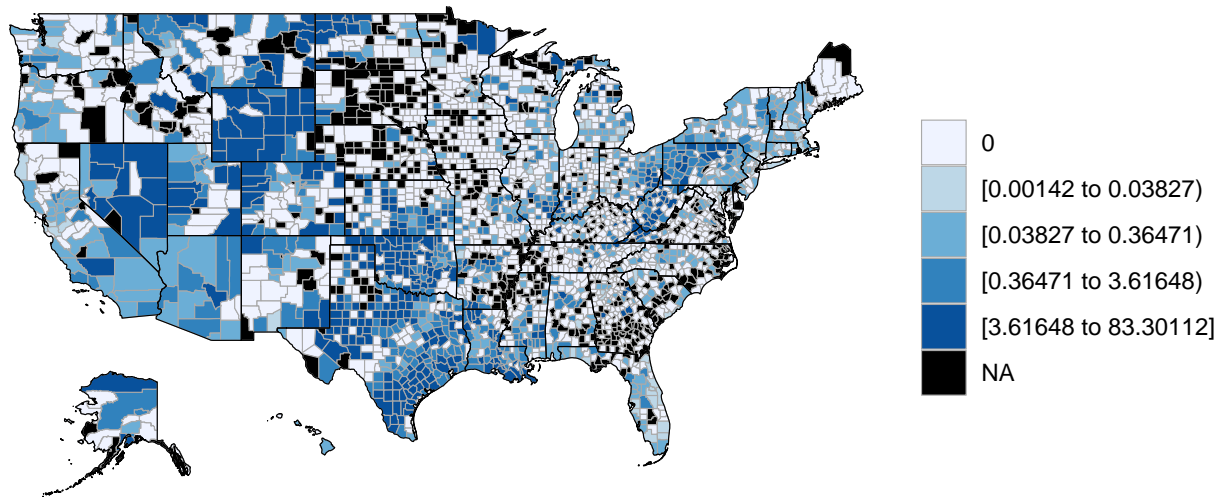 0
[0.00142 to 0.03827)
[0.03827 to 0.36471)
[0.36471 to 3.61648)
[3.61648 to 83.30112]
NA